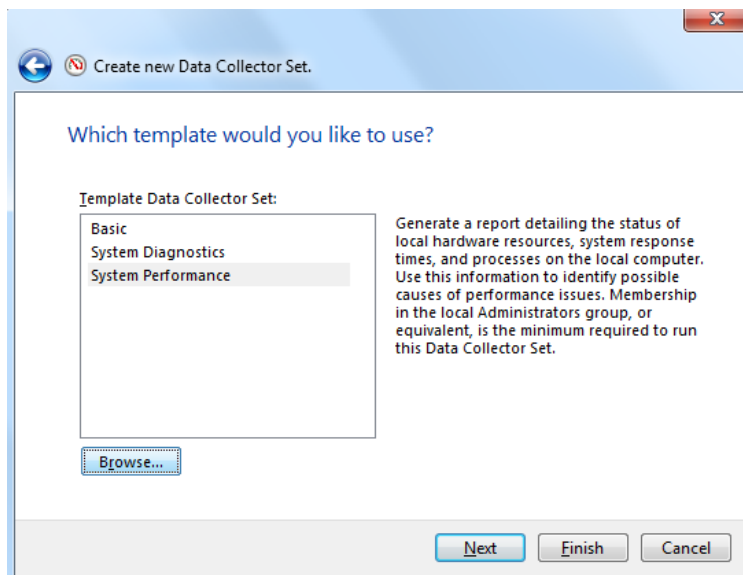 Create new Data Collector Set.
Which template would you like to use?
Template Data Collector Set:
Basic
System Diagnostics
System Performance
Generate a report detailing the status of
local hardware resources, system response
times, and processes on the local computer.
Use this information to identify possible
causes of performance issues. Membership
in the local Administrators group, or
equivalent, is the minimum required to run
this Data Collector Set.
Browse...
Next Finish Cancel